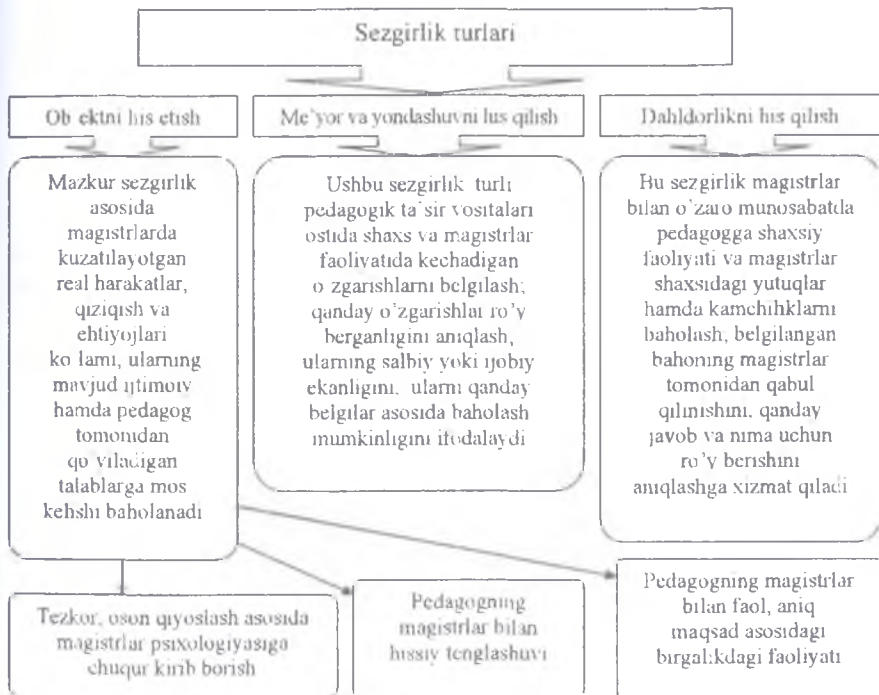 Sezgirlik turlari
Ob ektni his etish
Me'yor va yondashuvni his qilish
Dahldorlikni his qilish
Mazkur sezgirlik
asosida
magistrlarda
kuzatilayotgan
real harakatlar,
qiziqish va
ehtiyojlari
ko lami, ularning
mavjud ijtimoiy
hamda pedagog
tomonidan
qo yiladigan
talablarga mos
kelishi baholanadi
Ushbu sezgirlik turli
pedagogik ta'sir vositalari
ostida shaxs va magistrlar
faoliyatida kechadigan
o zgarishlarni belgilash;
qanday o'zgarishlar ro'y
berganligini aniqlash,
ularning salbiy yoki ijobiy
ekanligini, ularni qanday
belgilar asosida baholash
mumkinligini ifodalaydi
Bu sezgirlik magistrlar
bilan o'zaro munosabatda
pedagogga shaxsiy
faoliyati va magistrlar
shaxsidagi yutuqlar
hamda kamchiliklarni
baholash, belgilangan
bahoning magistrlar
tomonidan qabul
qilinishini, qanday
javob va nima uchun
ro'y berishini
aniqlashga xizmat qiladi
Tezkor, oson qiyoslash asosida
magistrlar psixologiyasiga
chuqur kirib borish
Pedagogning
magistrlar bilan
hissiy tenglashuvi
Pedagogning magistrlar
bilan faol, aniq
maqsad asosidagi
birgalikdagi faoliyati